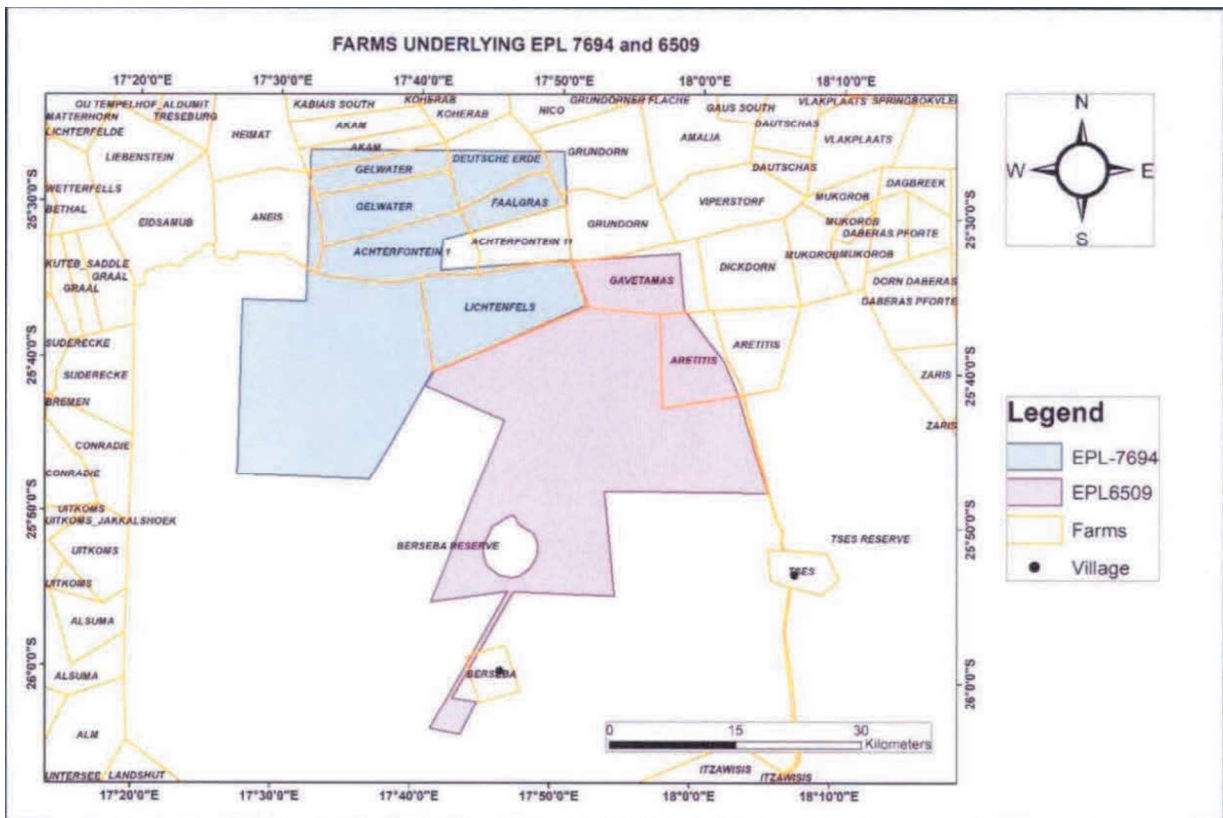 FARMS UNDERLYING EPL 7694 and 6509
17°20'0"E 17°30'0"E 17°40'0"E 17°50'0"E 18°0'0"E 18°10'0"E
OU TEMPELHOF_ALDUMIT
KABIAIS SOUTH
KOHERAB
GRUNDORNER FLACHE
VLAKPLAATS
SPRINGBOKVLEI
MATTERHORN
TRESEBURG
KOHERAB
NICO
GAUS SOUTH
LICHTERFELDE
HEIMAT
AKAM
AMALIA
DAUTSCHAS
VLAKPLAATS
LIEBENSTEIN
AKAM
DEUTSCHE ERDE
GRUNDORN
DAUTSCHAS
GELWATER
WETTERFELLS
DAGBREEK
BETHAL
EIDSAMUB
ANEIS
GELWATER
FAALGRAS
VIPERSTORF
MUKOROB
GRUNDORN
MUKOROB
DABERAS PFORTE
ACHTERFONTEIN 1
ACHTERFONTEIN 11
MUKOROB
MUKOROB
KUTEB_SADDLE
GRAAL
DICKDORN
GRAAL
GAVETAMAS
DORN DABERAS
LICHTENFELS
DABERAS PFORTE
SUDERECKE
ARETITIS
ARETITIS
SUDERECKE
ZARIS
BREMEN
ZARIS
CONRADIE
CONRADIE
UITKOMS
UITKOMS_JAKKALSHOEK
UITKOMS
BERSEBA RESERVE
TSES RESERVE
UITKOMS
TSES
ALSUMA
ALSUMA
BERSEBA
ALM
UNTERSEE
LANDSHUT
ITZAWISIS
ITZAWISIS
25°30'0"S
25°40'0"S
25°50'0"S
26°0'0"S
25°30'0"S
25°40'0"S
25°50'0"S
26°0'0"S
0 15 30
Kilometers
17°20'0"E 17°30'0"E 17°40'0"E 17°50'0"E 18°0'0"E 18°10'0"E
N
W E
S
Legend
EPL-7694
EPL6509
Farms
Village